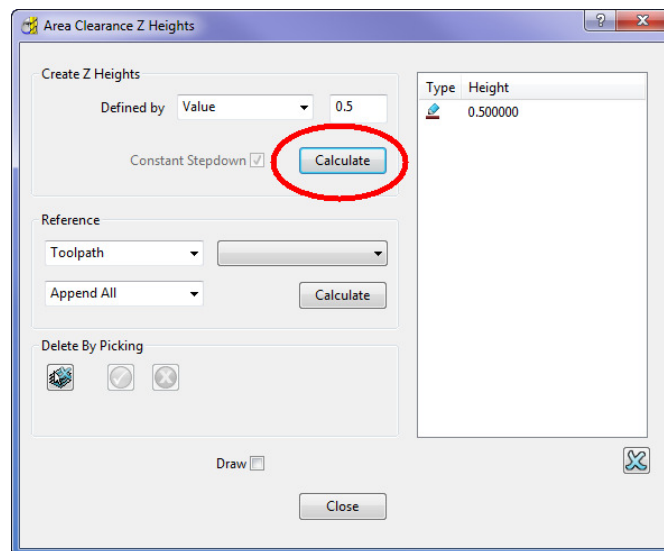 Area Clearance Z Heights
Create Z Heights
Defined by Value 0.5
Constant Stepdown Calculate
Reference
Toolpath
Append All Calculate
Delete By Picking
Draw
Close
Type Height
0.500000